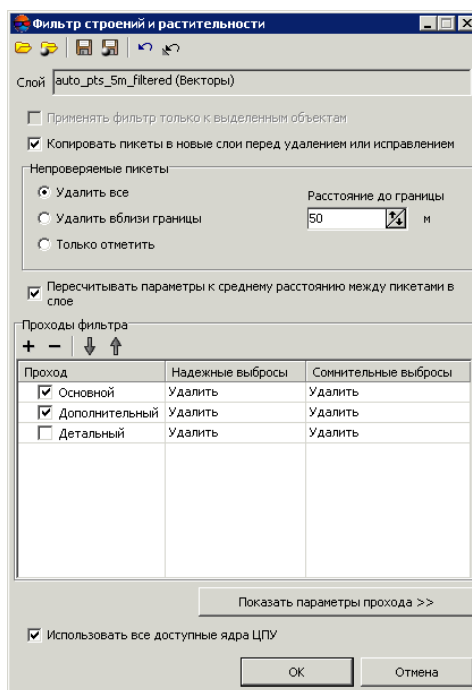 Фильтр строений и растительности
Слой auto_pts_5m_filtered (Векторы)
Применять фильтр только к выделенным объектам
Копировать пикеты в новые слои перед удалением или исправлением
Непроверяемые пикеты
Удалить все
Расстояние до границы
Удалить вблизи границы
50 м
Только отметить
Пересчитывать параметры к среднему расстоянию между пикетами в
слое
Проходы фильтра
Проход Надежные выбросы Сомнительные выбросы
Основной Удалить Удалить
Дополнительный Удалить Удалить
Детальный Удалить Удалить
Показать параметры прохода >>
Использовать все доступные ядра ЦПУ
ОК Отмена